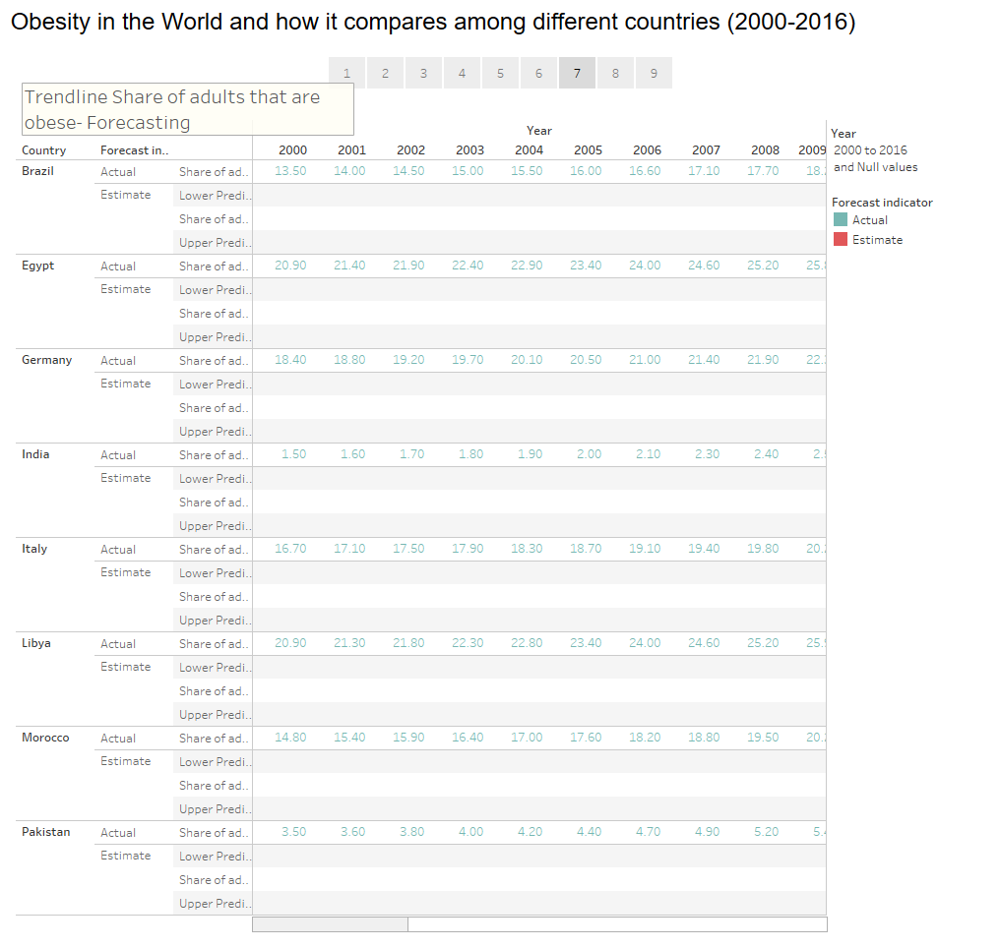 Obesity in the World and how it compares among different countries (2000-2016)
1 2 3 4 5 6 7 8 9
Trendline Share of adults that are
obese- Forecasting
Year
Country Forecast in.. 2000 2001 2002 2003 2004 2005 2006 2007 2008 2009
Brazil Actual Share of ad.. 13.50 14.00 14.50 15.00 15.50 16.00 16.60 17.10 17.70 18.
Estimate Lower Predi..
Share of ad..
Upper Predi..
Egypt Actual Share of ad.. 20.90 21.40 21.90 22.40 22.90 23.40 24.00 24.60 25.20 25.
Estimate Lower Predi..
Share of ad..
Upper Predi..
Germany Actual Share of ad.. 18.40 18.80 19.20 19.70 20.10 20.50 21.00 21.40 21.90 22.
Estimate Lower Predi..
Share of ad..
Upper Predi..
India Actual Share of ad.. 1.50 1.60 1.70 1.80 1.90 2.00 2.10 2.30 2.40 2.
Estimate Lower Predi..
Share of ad..
Upper Predi..
Italy Actual Share of ad.. 16.70 17.10 17.50 17.90 18.30 18.70 19.10 19.40 19.80 20.
Estimate Lower Predi..
Share of ad..
Upper Predi..
Libya Actual Share of ad.. 20.90 21.30 21.80 22.30 22.80 23.40 24.00 24.60 25.20 25.
Estimate Lower Predi..
Share of ad..
Upper Predi..
Morocco Actual Share of ad.. 14.80 15.40 15.90 16.40 17.00 17.60 18.20 18.80 19.50 20.
Estimate Lower Predi..
Share of ad..
Upper Predi..
Pakistan Actual Share of ad.. 3.50 3.60 3.80 4.00 4.20 4.40 4.70 4.90 5.20 5.
Estimate Lower Predi..
Share of ad..
Upper Predi..
Year
2000 to 2016
and Null values
Forecast indicator
Actual
Estimate